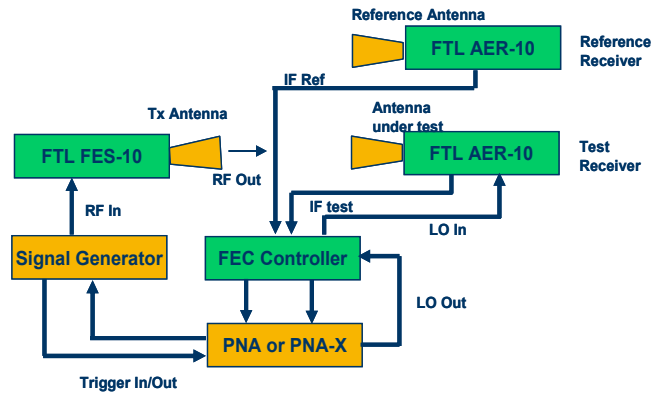 Reference Antenna
FTL AER-10
Reference
Receiver
IF Ref
Tx Antenna
Antenna
under test
FTL FES-10
FTL AER-10
Test
Receiver
RF Out
RF In
IF test
LO In
Signal Generator
FEC Controller
LO Out
PNA or PNA-X
Trigger In/Out